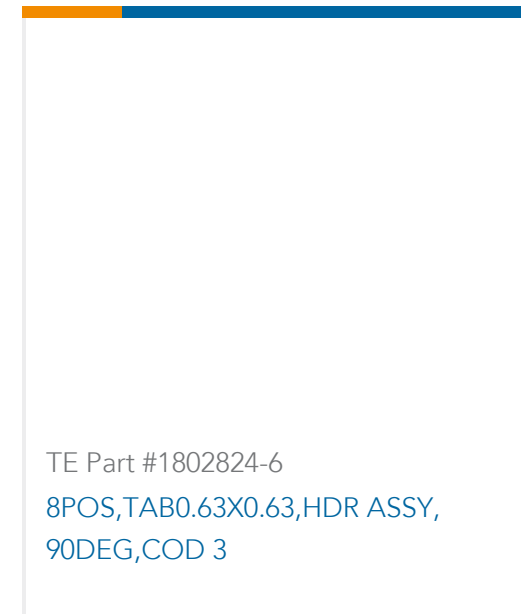 TE Part #1802824-6
8POS,TAB0.63X0.63,HDR ASSY,
90DEG,COD 3